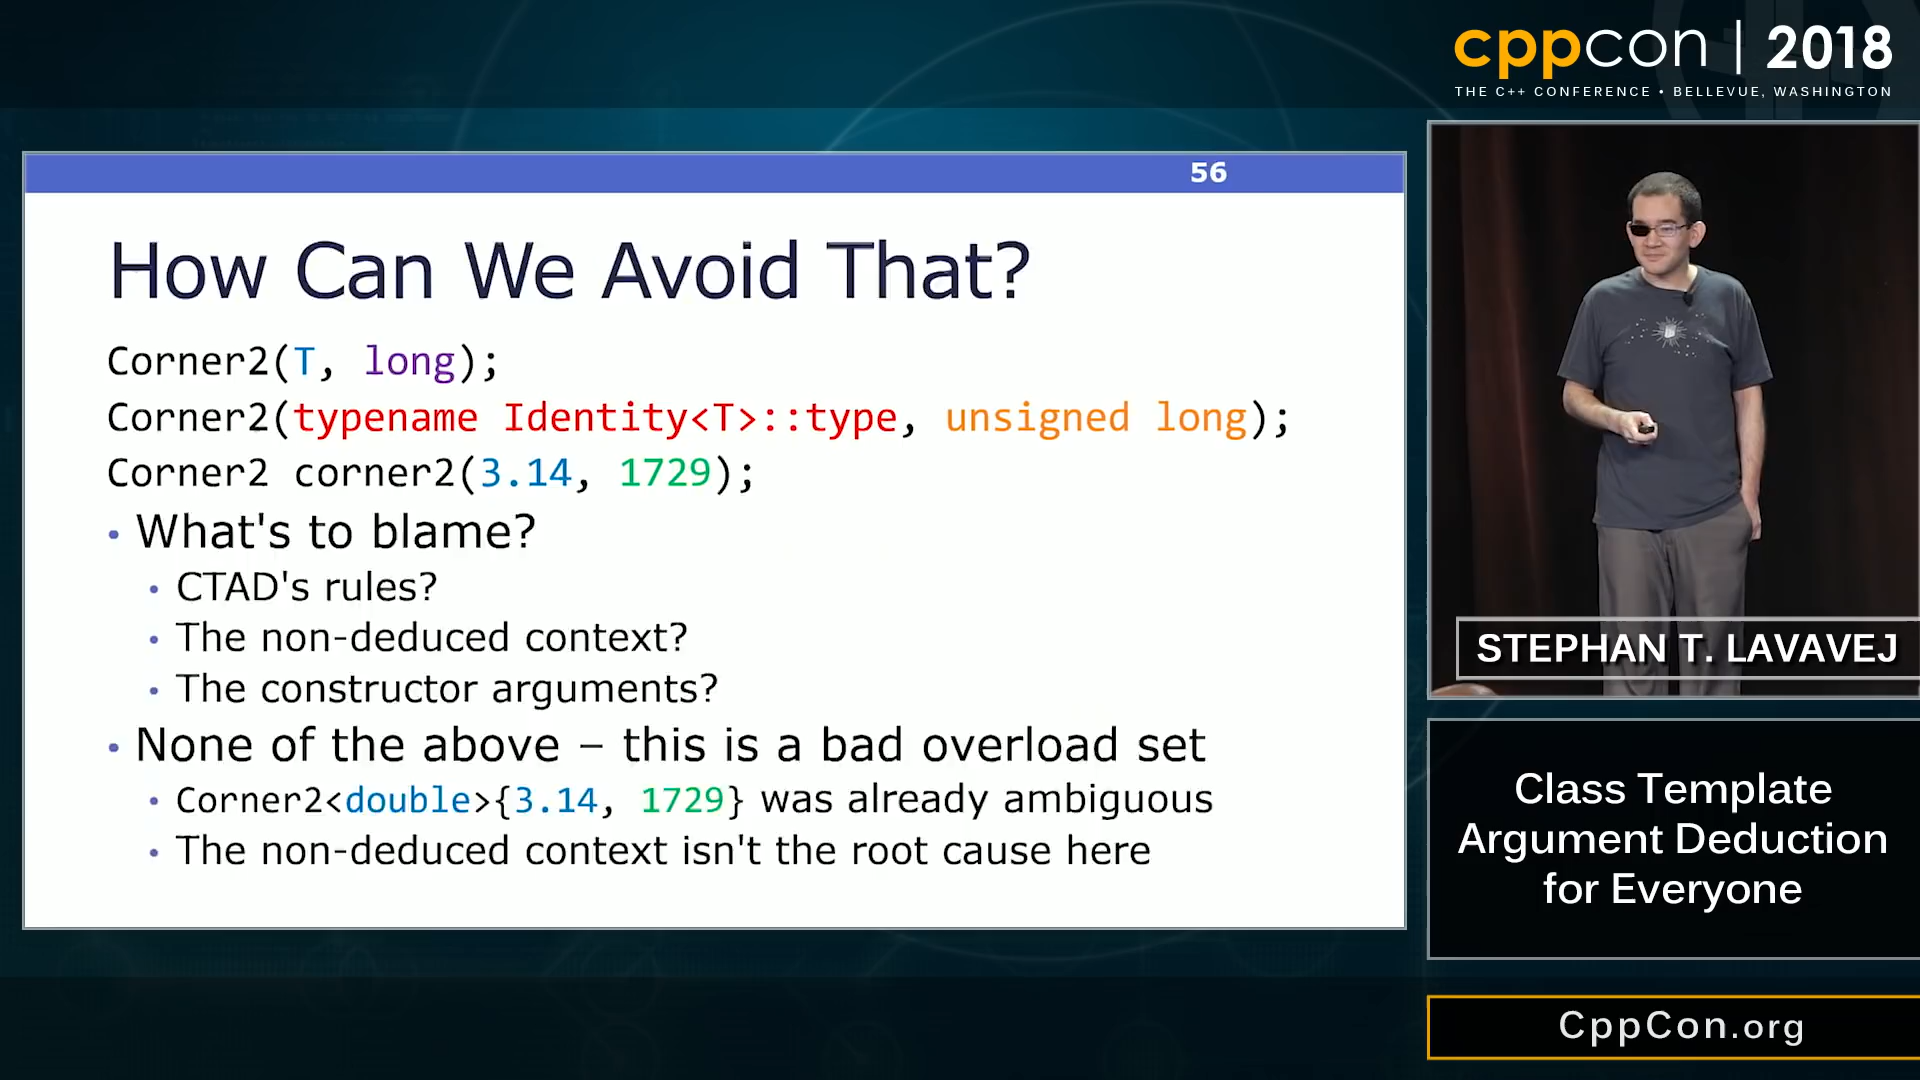 cppcon | 2018
THE C++ CONFERENCE • BELLEVUE, WASHINGTON
56
How Can We Avoid That?
Corner2(T, long);
Corner2(typename Identity<T>::type, unsigned long);
Corner2 corner2(3.14, 1729);
• What's to blame?
• CTAD's rules?
• The non-deduced context?
• The constructor arguments?
• None of the above – this is a bad overload set
• Corner2<double>{3.14, 1729} was already ambiguous
• The non-deduced context isn't the root cause here
STEPHAN T. LAVAVEJ
Class Template
Argument Deduction
for Everyone
CppCon.org